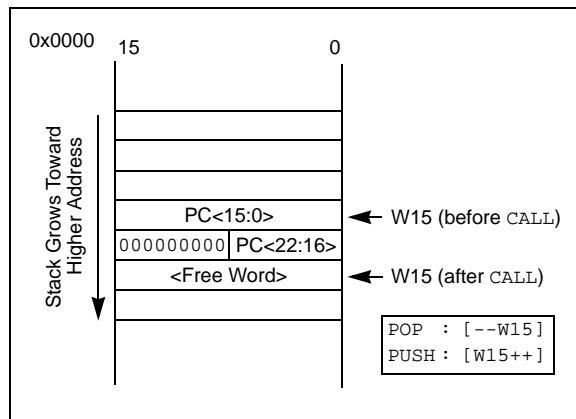 0x0000
15 0
Stack Grows Toward
Higher Address
PC<15:0>
W15 (before CALL)
000000000 PC<22:16>
<Free Word>
W15 (after CALL)
POP : [--W15]
PUSH : [W15++]